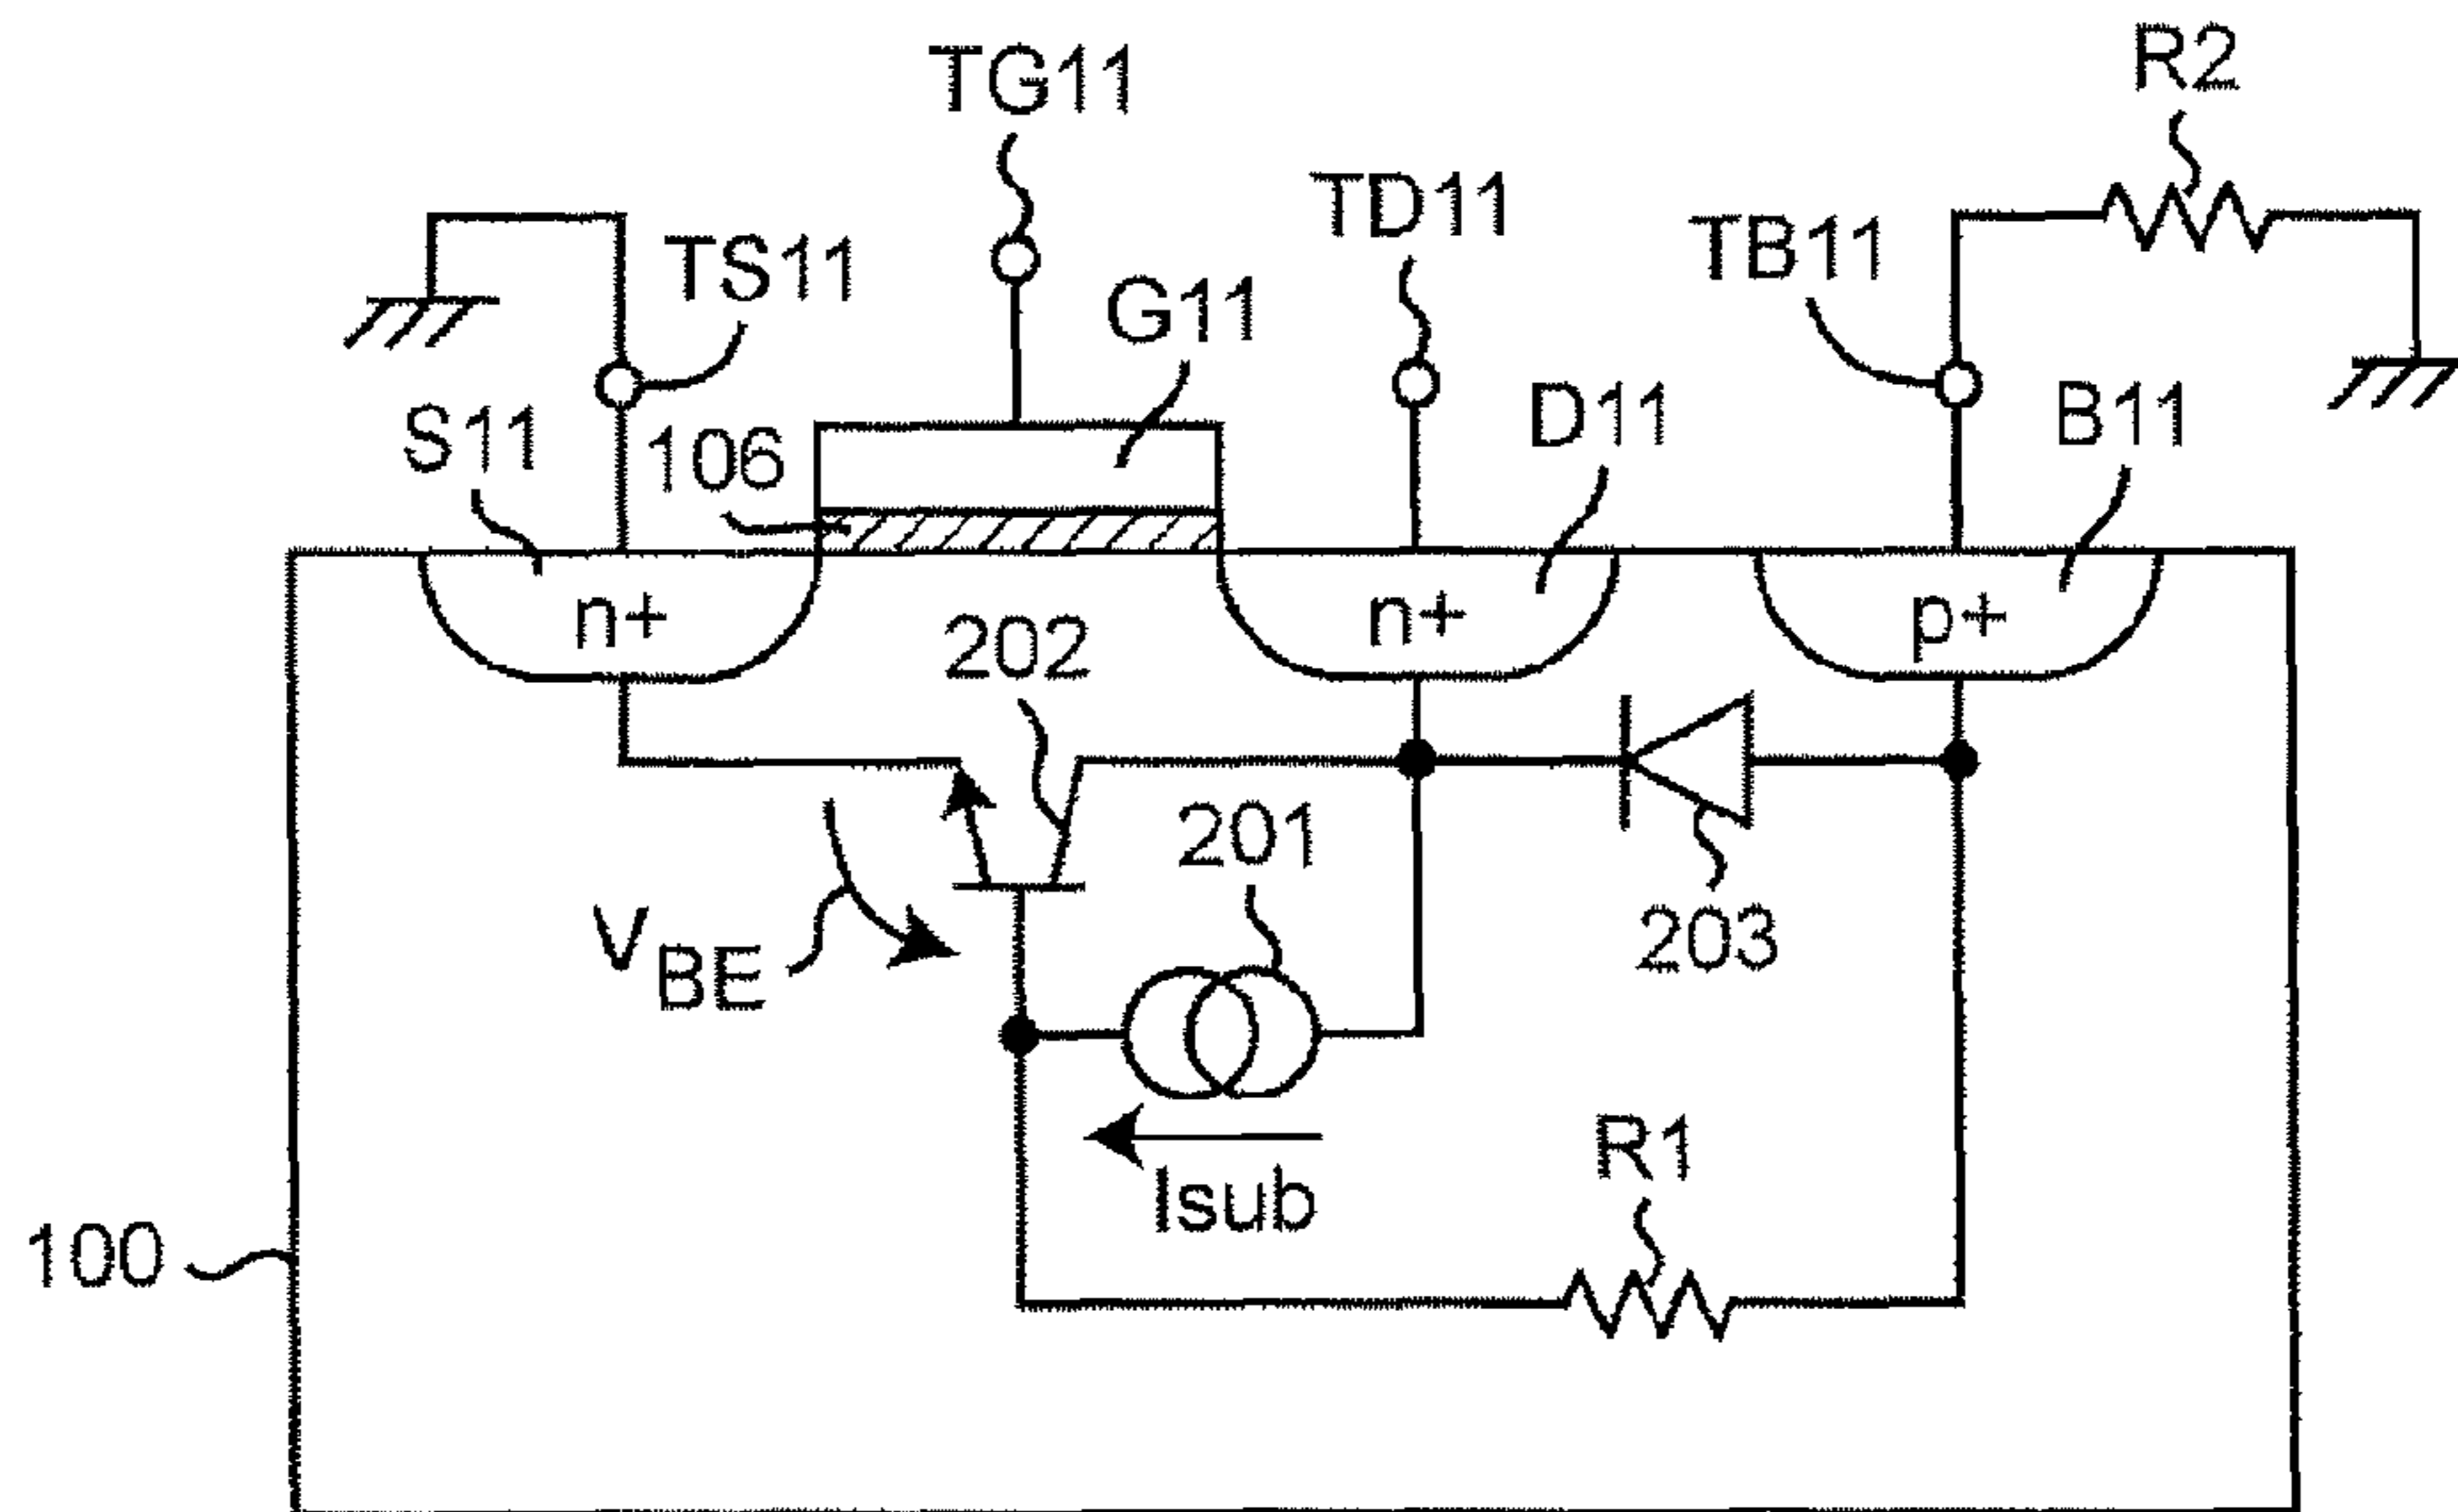 R2
TG11
TD11
TB11
TS11
G11
D11
B11
S11
106
n+
n+
p+
202
201
203
VBE
R1
Isub
100